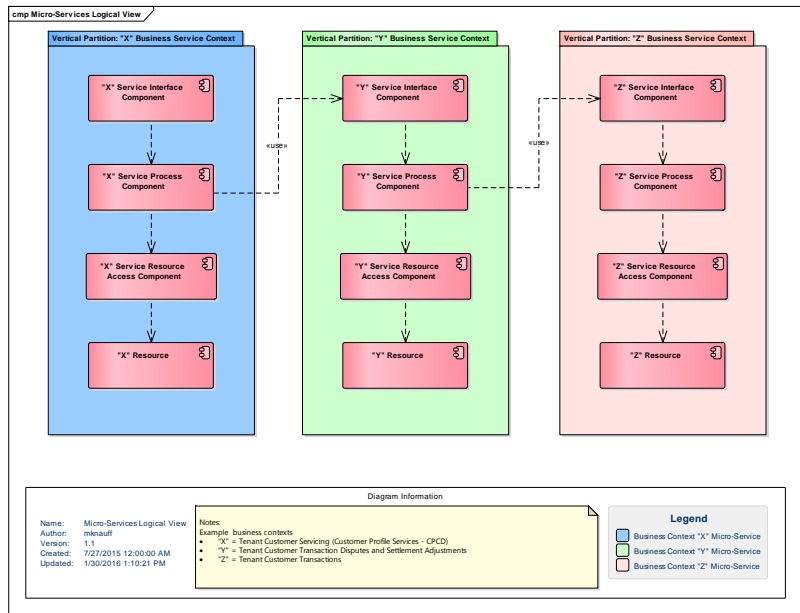 cmp Micro-Services Logical View
Vertical Partition: "X" Business Service Context
Vertical Partition: "Y" Business Service Context
Vertical Partition: "Z" Business Service Context
"X" Service Interface
Component
"Y" Service Interface
Component
"Z" Service Interface
Component
«use»
«use»
"X" Service Process
Component
"Y" Service Process
Component
"Z" Service Process
Component
"X" Service Resource
Access Component
"Y" Service Resource
Access Component
"Z" Service Resource
Access Component
"X" Resource
"Y" Resource
"Z" Resource
Diagram Information
Name: Micro-Services Logical View
Author: mknauff
Version: 1.1
Created: 7/27/2015 12:00:00 AM
Updated: 1/30/2016 1:10:21 PM
Notes:
Example business contexts
• "X" = Tenant Customer Servicing (Customer Profile Services - CPCD)
• "Y" = Tenant Customer Transaction Disputes and Settlement Adjustments
• "Z" = Tenant Customer Transactions
Legend
Business Context "X" Micro-Service
Business Context "Y" Micro-Service
Business Context "Z" Micro-Service